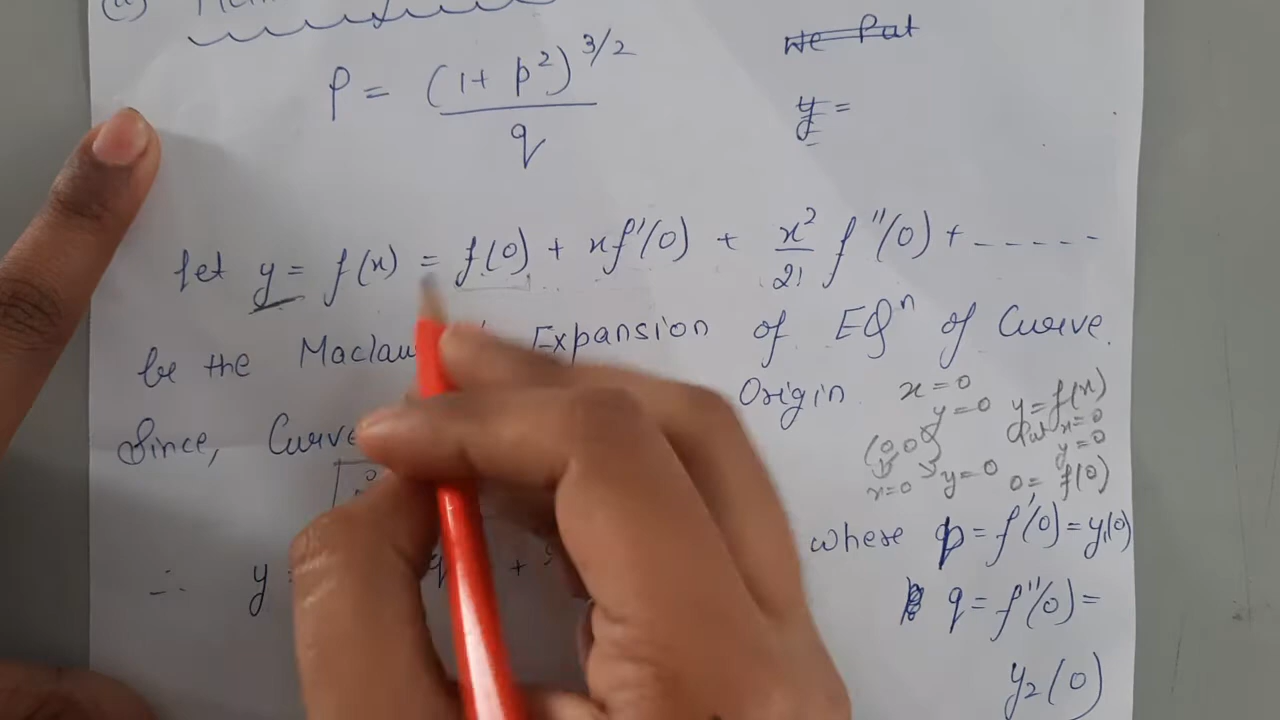 (a)
ρ = (1 + p²)^3/2 / q
We Put
y =
let y = f(x) = f(0) + xf'(0) + x²/2! f''(0) + -----
be the Expansion of EQⁿ of Curve.
Since, Curve Origin
x=0
y=0
(0,0)
x=0 y=0
y=f(x)
Put x=0
y=0
0 = f(0)
∴ y = +
where p = f'(0) = y₁(0)
q = f''(0) =
y₂(0)